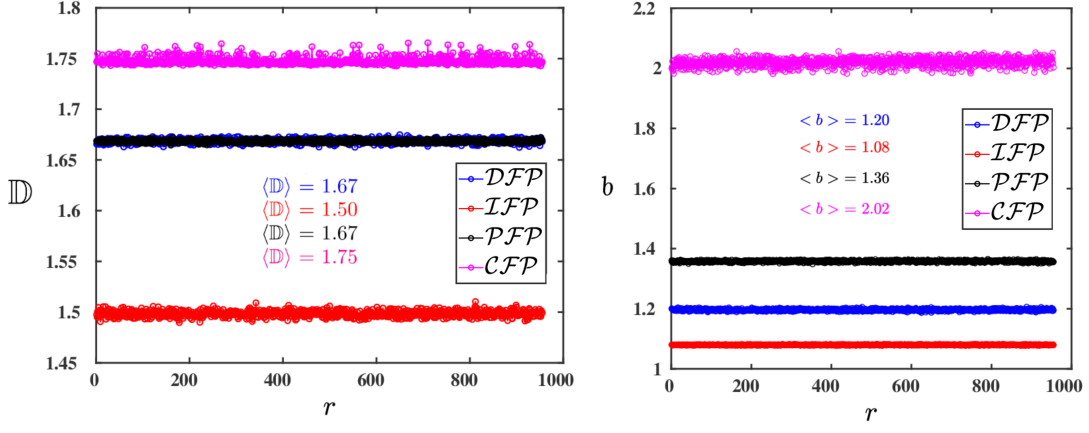 1.8
1.75
1.7
1.65
1.6
1.55
1.5
1.45
𝔻
⟨𝔻⟩ = 1.67
⟨𝔻⟩ = 1.50
⟨𝔻⟩ = 1.67
⟨𝔻⟩ = 1.75
𝒟ℱ𝒫
ℐℱ𝒫
𝒫ℱ𝒫
𝒞ℱ𝒫
0 200 400 600 800 1000
r
2.2
2
1.8
1.6
1.4
1.2
1
b
< b > = 1.20
< b > = 1.08
< b > = 1.36
< b > = 2.02
𝒟ℱ𝒫
ℐℱ𝒫
𝒫ℱ𝒫
𝒞ℱ𝒫
0 200 400 600 800 1000
r